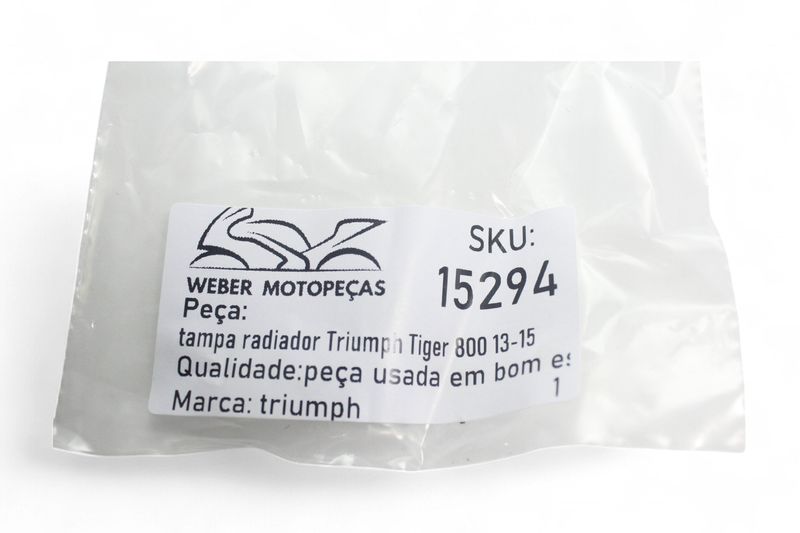 WEBER MOTOPEÇAS
SKU:
15294
Peça:
tampa radiador Triumph Tiger 800 13-15
Qualidade:peça usada em bom es
1
Marca: triumph